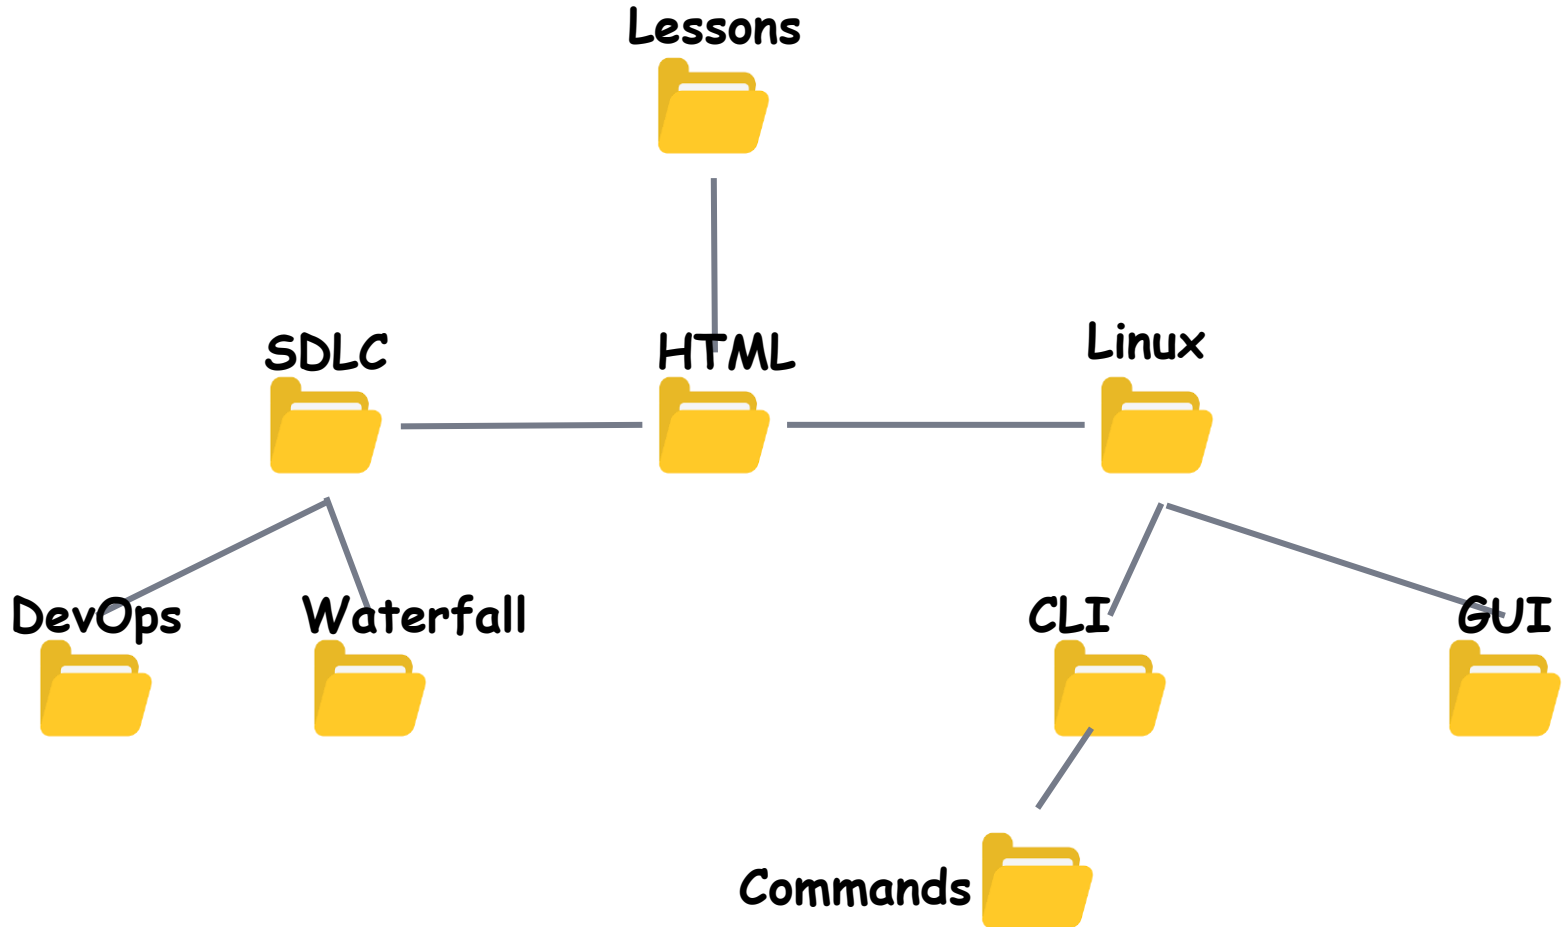 Lessons
SDLC
HTML
Linux
DevOps
Waterfall
CLI
GUI
Commands